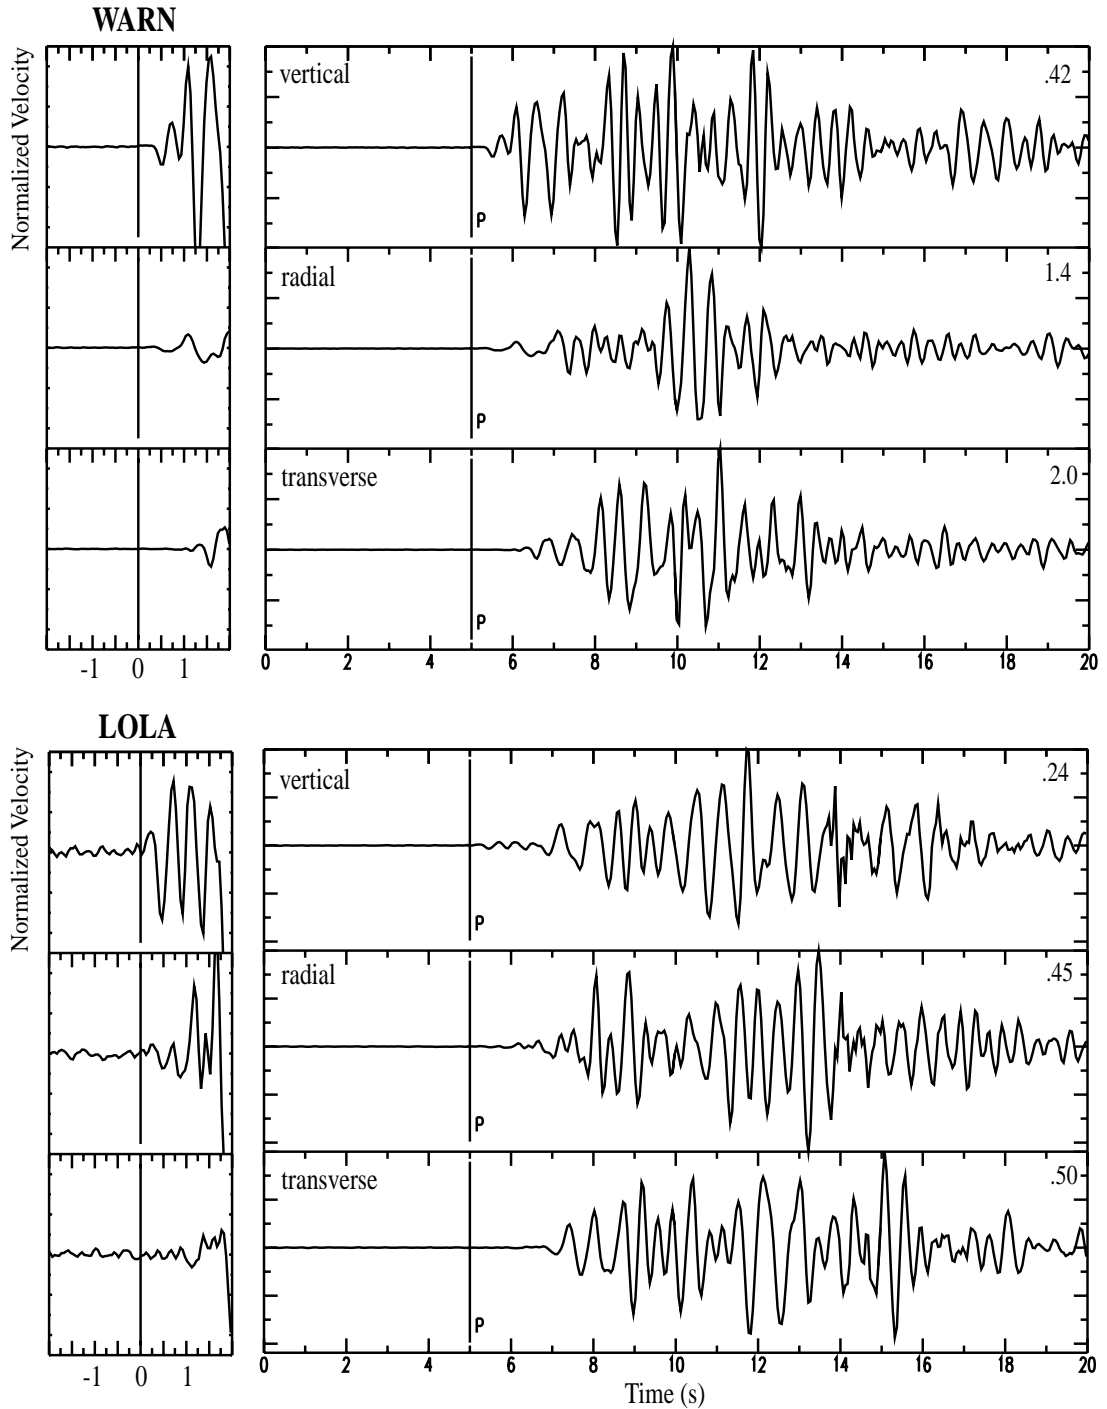 WARN
Normalized Velocity
vertical
.42
P
radial
1.4
P
transverse
2.0
P
-1 0 1
0 2 4 6 8 10 12 14 16 18 20
LOLA
Normalized Velocity
vertical
.24
P
radial
.45
P
transverse
.50
P
-1 0 1
0 2 4 6 8 10 12 14 16 18 20
Time (s)